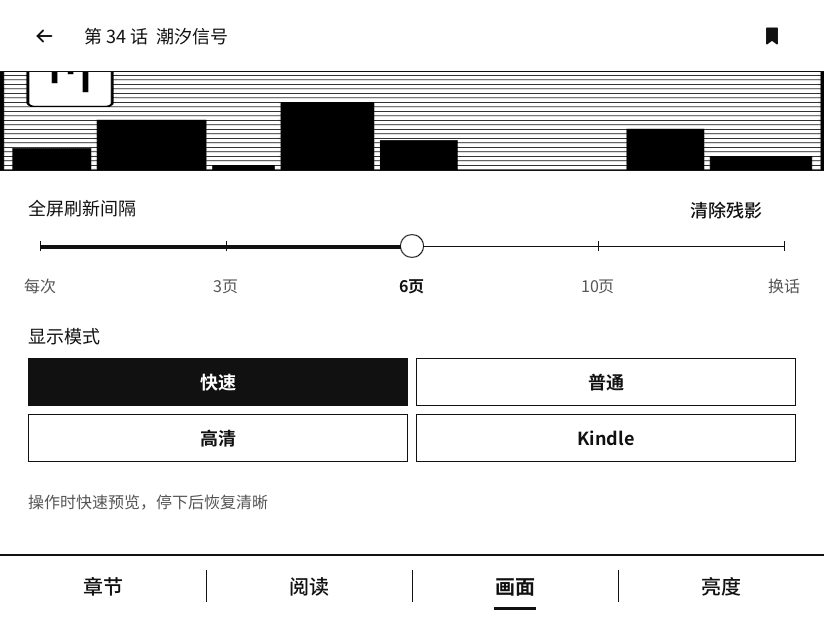 第 34 话 潮汐信号
全屏刷新间隔 清除残影
每次 3页 6页 10页 换话
显示模式
快速 普通
高清 Kindle
操作时快速预览，停下后恢复清晰
章节 阅读 画面 亮度